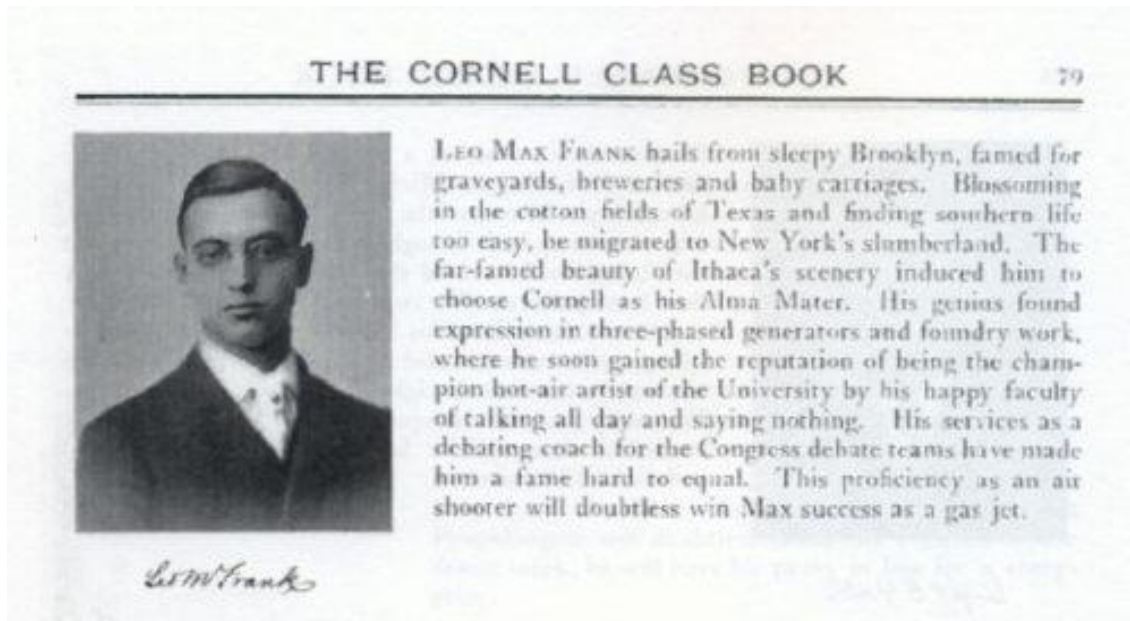 THE CORNELL CLASS BOOK 79
LEO MAX FRANK hails from sleepy Brooklyn, famed for
graveyards, breweries and baby carriages. Blossoming
in the cotton fields of Texas and finding southern life
too easy, he migrated to New York's slumberland. The
far-famed beauty of Ithaca's scenery induced him to
choose Cornell as his Alma Mater. His genius found
expression in three-phased generators and foundry work,
where he soon gained the reputation of being the cham-
pion hot-air artist of the University by his happy faculty
of talking all day and saying nothing. His services as a
debating coach for the Congress debate teams have made
him a fame hard to equal. This proficiency as an air
shooter will doubtless win Max success as a gas jet.
Leo M Frank